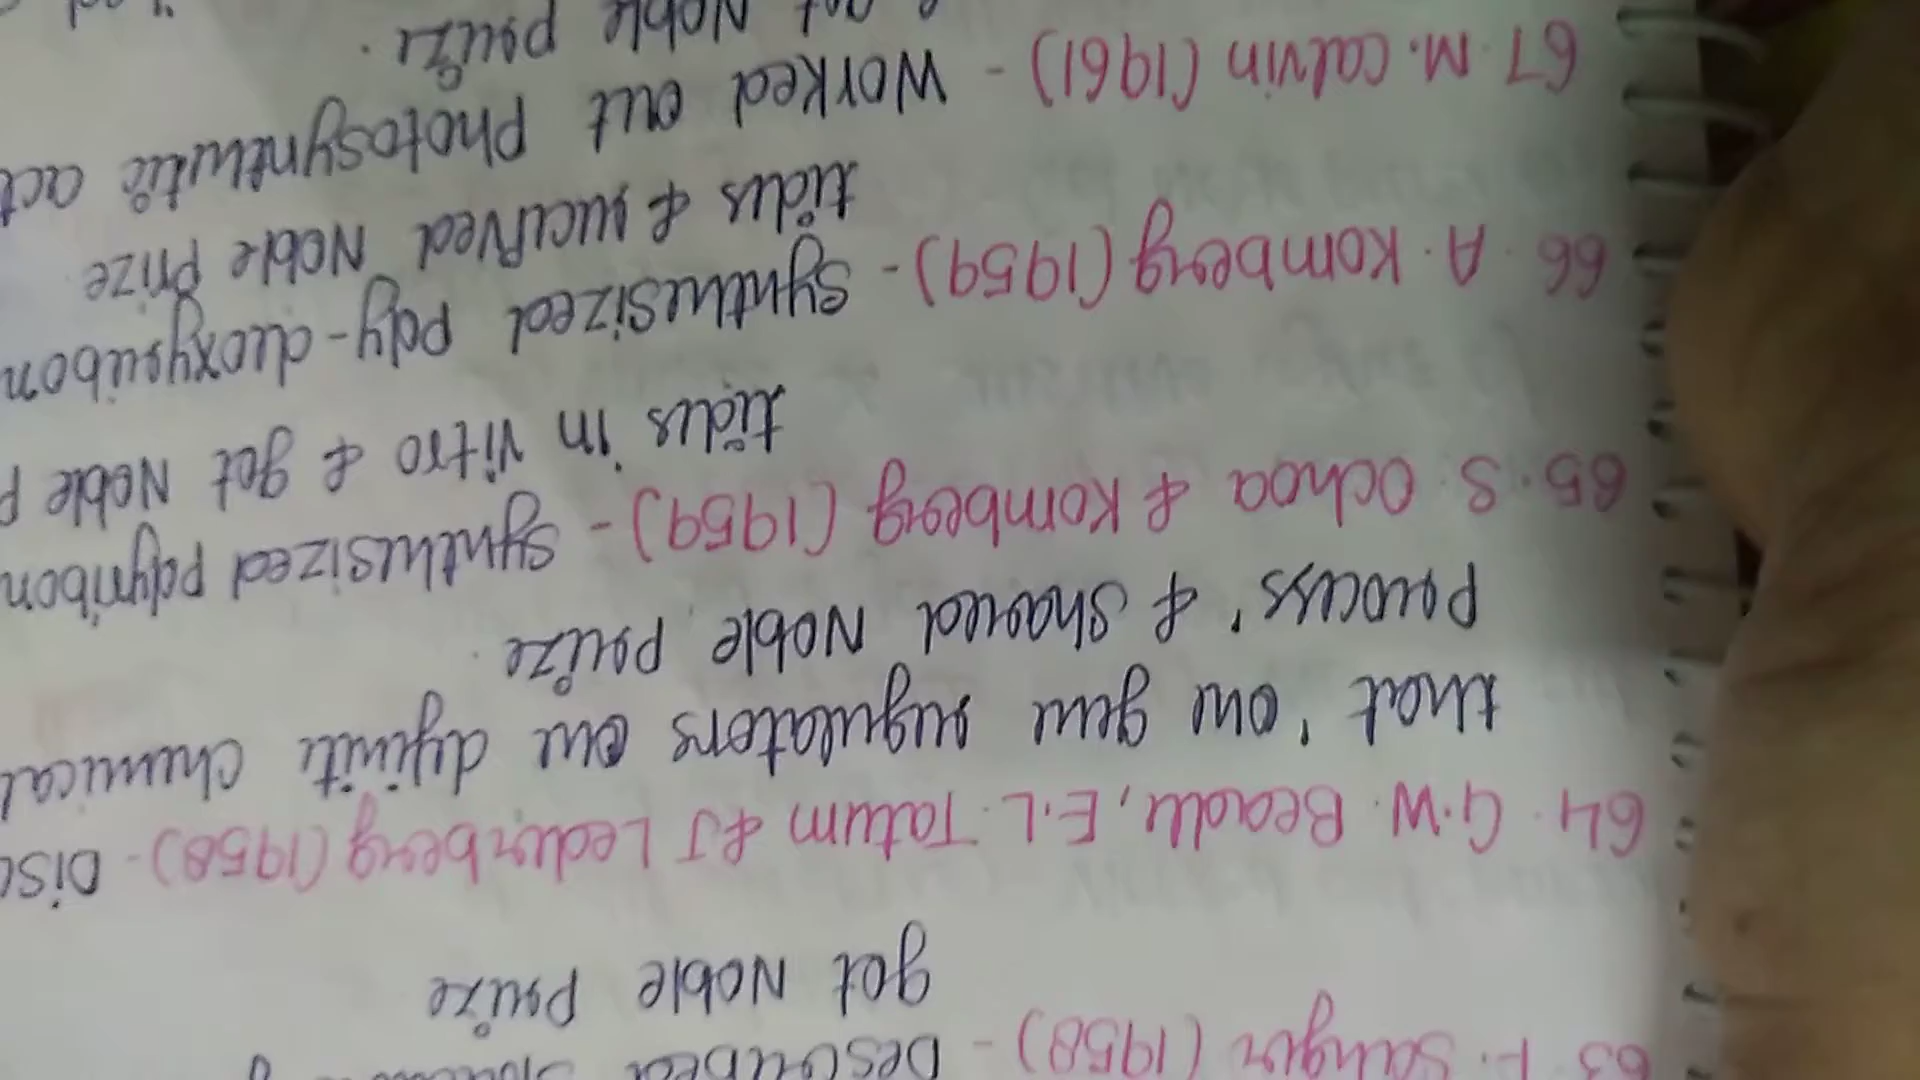 63. F. Sanger (1958) - Described
got Noble Prize
64. G.W. Beadle, E.L. Tatum & J Lederberg (1958) - Disc
that 'one gene regulators one definite chemical
Process' & Shared Noble Prize.
65. S. Ochoa & Kornberg (1959) - Synthesized polyribon
tides in vitro & got Noble P
66. A. Kornberg (1959) - Synthesized poly-deoxyribon
tides & received Noble Prize
67. M. Calvin (1961) - Worked out Photosynthetic act
& got Noble Prize.